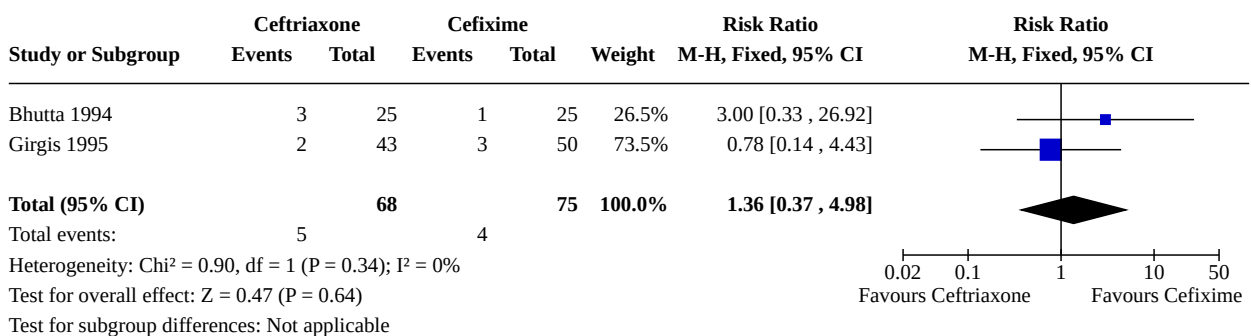 Ceftriaxone Cefixime Risk Ratio Risk Ratio
Study or Subgroup Events Total Events Total Weight M-H, Fixed, 95% CI M-H, Fixed, 95% CI
Bhutta 1994 3 25 1 25 26.5% 3.00 [0.33 , 26.92]
Girgis 1995 2 43 3 50 73.5% 0.78 [0.14 , 4.43]
Total (95% CI) 68 75 100.0% 1.36 [0.37 , 4.98]
Total events: 5 4
Heterogeneity: Chi² = 0.90, df = 1 (P = 0.34); I² = 0%
0.02 0.1 1 10 50
Test for overall effect: Z = 0.47 (P = 0.64)
Favours Ceftriaxone Favours Cefixime
Test for subgroup differences: Not applicable